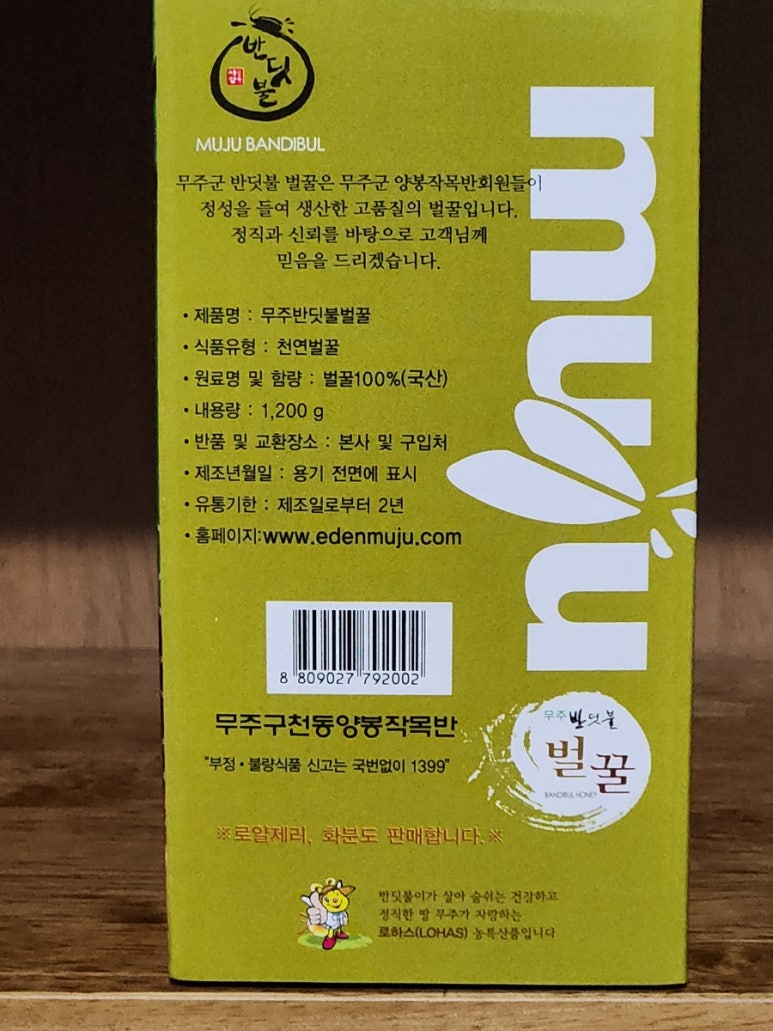 반딧불
MUJU BANDIBUL
무주군 반딧불 벌꿀은 무주군 양봉작목반회원들이
정성을 들여 생산한 고품질의 벌꿀입니다.
정직과 신뢰를 바탕으로 고객님께
믿음을 드리겠습니다.
• 제품명 : 무주반딧불벌꿀
• 식품유형 : 천연벌꿀
• 원료명 및 함량 : 벌꿀100%(국산)
• 내용량 : 1,200 g
• 반품 및 교환장소 : 본사 및 구입처
• 제조년월일 : 용기 전면에 표시
• 유통기한 : 제조일로부터 2년
• 홈페이지:www.edenmuju.com
muju
8 809027 792002
무주구천동양봉작목반
"부정 • 불량식품 신고는 국번없이 1399"
무주 반딧불
벌꿀
BANDIBUL HONEY
※로얄제리, 화분도 판매합니다.※
반딧불이가 살아 숨쉬는 건강하고
정직한 땅 무주가 자랑하는
로하스(LOHAS) 농특산품입니다